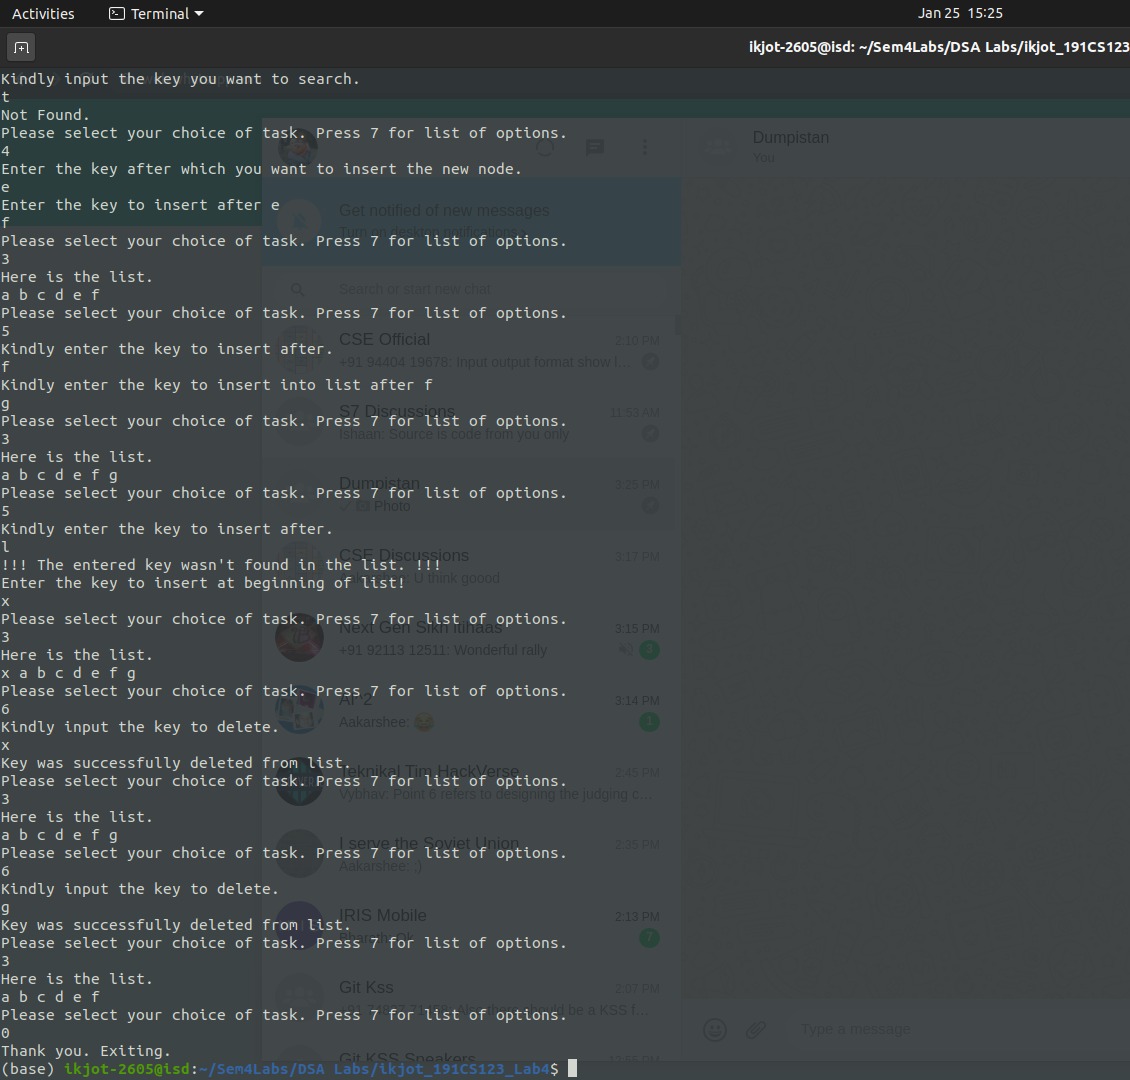 Activities
Terminal
Jan 25 15:25
ikjot-2605@isd: ~/Sem4Labs/DSA Labs/ikjot_191CS123
Kindly input the key you want to search.
t
Not Found.
Please select your choice of task. Press 7 for list of options.
4
Enter the key after which you want to insert the new node.
e
Enter the key to insert after e
f
Please select your choice of task. Press 7 for list of options.
3
Here is the list.
a b c d e f
Please select your choice of task. Press 7 for list of options.
5
Kindly enter the key to insert after.
f
Kindly enter the key to insert into list after f
g
Please select your choice of task. Press 7 for list of options.
3
Here is the list.
a b c d e f g
Please select your choice of task. Press 7 for list of options.
5
Kindly enter the key to insert after.
l
!!! The entered key wasn't found in the list. !!!
Enter the key to insert at beginning of list!
x
Please select your choice of task. Press 7 for list of options.
3
Here is the list.
x a b c d e f g
Please select your choice of task. Press 7 for list of options.
6
Kindly input the key to delete.
x
Key was successfully deleted from list.
Please select your choice of task. Press 7 for list of options.
3
Here is the list.
a b c d e f g
Please select your choice of task. Press 7 for list of options.
6
Kindly input the key to delete.
g
Key was successfully deleted from list.
Please select your choice of task. Press 7 for list of options.
3
Here is the list.
a b c d e f
Please select your choice of task. Press 7 for list of options.
0
Thank you. Exiting.
(base) ikjot-2605@isd:~/Sem4Labs/DSA Labs/ikjot_191CS123_Lab4$
Dumpistan
You
Get notified of new messages
Turn on desktop notifications
Search or start new chat
CSE Official
2:10 PM
+91 94404 19678: Input output format show l…
S7 Discussions
11:53 AM
Ishaan: Source is code from you only
Dumpistan
3:25 PM
Photo
CSE Discussions
3:17 PM
U think goood
Next Gen Sikh Itihaas
3:15 PM
+91 92113 12511: Wonderful rally
3
AP2
3:14 PM
Aakarshee:
1
Teknikal Tim HackVerse
2:45 PM
Vybhav: Point 6 refers to designing the judging c…
I serve the Soviet Union
2:35 PM
Aakarshee: :)
IRIS Mobile
2:13 PM
Bharath: Ok
7
Git Kss
2:07 PM
be a KSS f…
Git KSS Speakers
Type a message